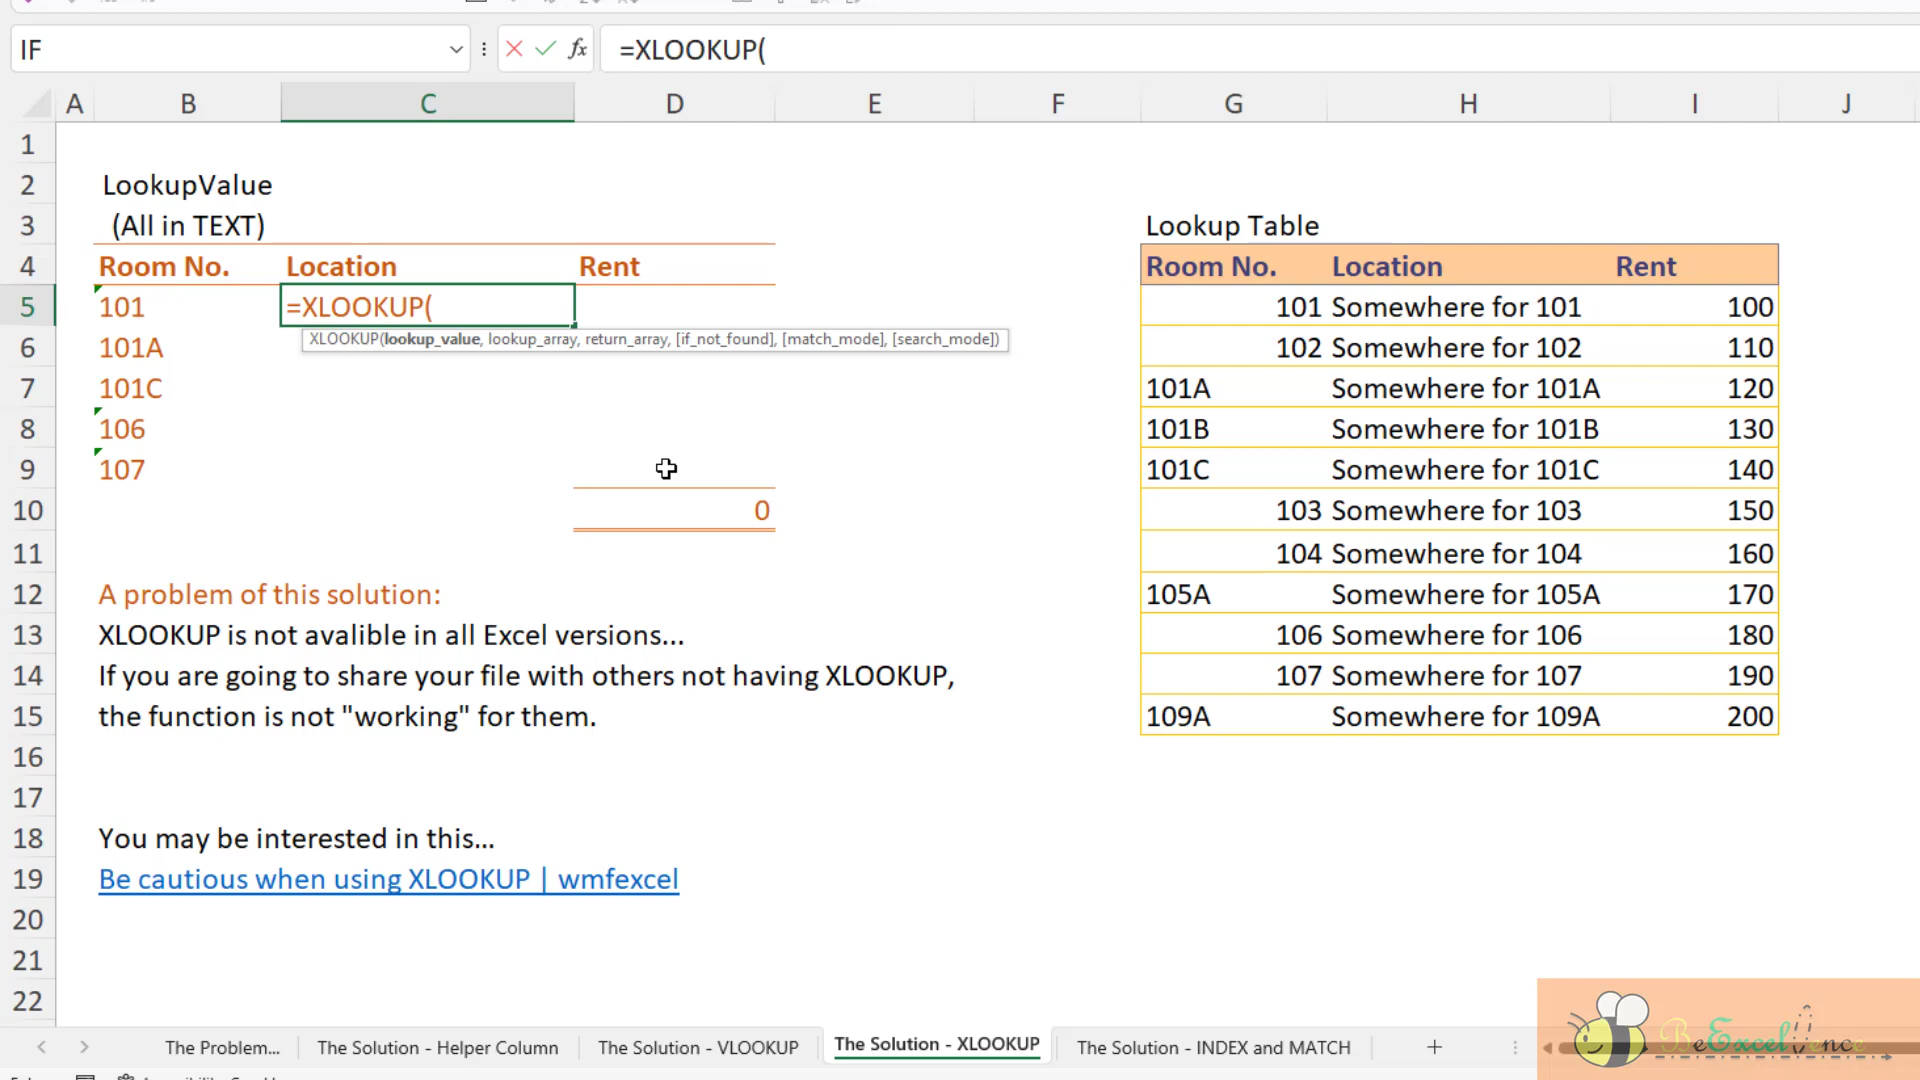 IF
fx
=XLOOKUP(
A B C D E F G H I J
1
2 LookupValue
3 (All in TEXT) Lookup Table
4 Room No. Location Rent Room No. Location Rent
5 101 =XLOOKUP( 101 Somewhere for 101 100
XLOOKUP(lookup_value, lookup_array, return_array, [if_not_found], [match_mode], [search_mode])
6 101A 102 Somewhere for 102 110
7 101C 101A Somewhere for 101A 120
8 106 101B Somewhere for 101B 130
9 107 101C Somewhere for 101C 140
10 0 103 Somewhere for 103 150
11 104 Somewhere for 104 160
12 A problem of this solution: 105A Somewhere for 105A 170
13 XLOOKUP is not avalible in all Excel versions... 106 Somewhere for 106 180
14 If you are going to share your file with others not having XLOOKUP, 107 Somewhere for 107 190
15 the function is not "working" for them. 109A Somewhere for 109A 200
16
17
18 You may be interested in this...
19 Be cautious when using XLOOKUP | wmfexcel
20
21
22
The Problem... The Solution - Helper Column The Solution - VLOOKUP The Solution - XLOOKUP The Solution - INDEX and MATCH
BeExcellence